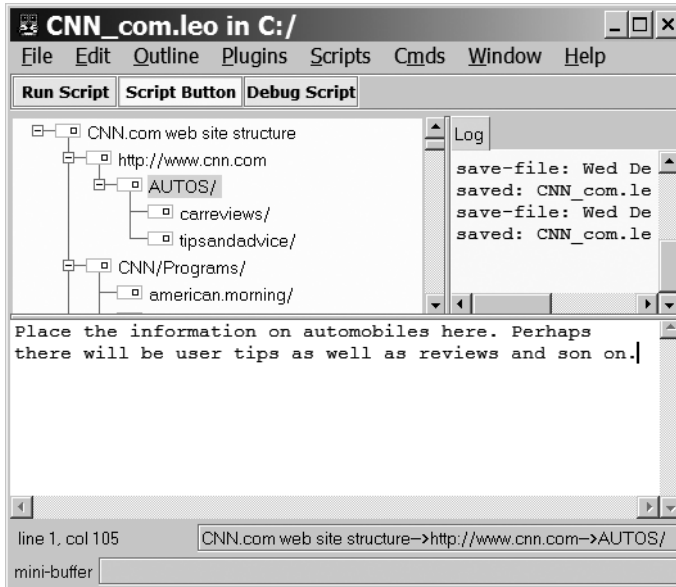 CNN_com.leo in C:/
File Edit Outline Plugins Scripts Cmds Window Help
Run Script Script Button Debug Script
CNN.com web site structure
http://www.cnn.com
AUTOS/
carreviews/
tipsandadvice/
CNN/Programs/
american.morning/
Log
save-file: Wed De
saved: CNN_com.le
save-file: Wed De
saved: CNN_com.le
Place the information on automobiles here. Perhaps
there will be user tips as well as reviews and son on.
line 1, col 105
CNN.com web site structure-->http://www.cnn.com-->AUTOS/
mini-buffer